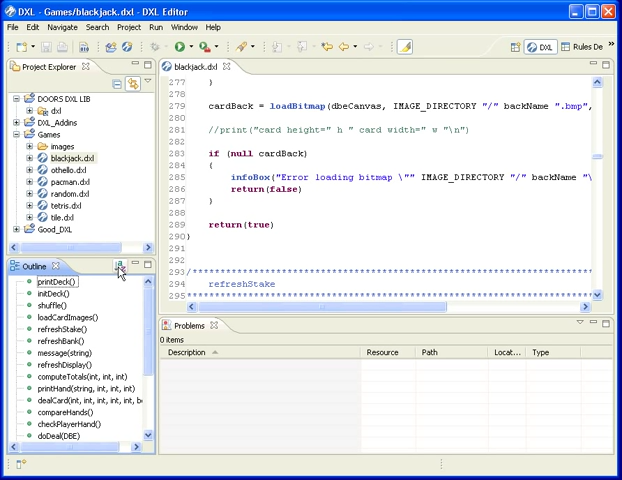 DXL - Games/blackjack.dxl - DXL Editor
File Edit Navigate Search Project Run Window Help
DXL Rules De
Project Explorer
DOORS DXL LIB
dxl
DXL_Addins
Games
images
blackjack.dxl
othello.dxl
pacman.dxl
random.dxl
tetris.dxl
tile.dxl
Good_DXL
Outline
printDeck()
initDeck()
shuffle()
loadCardImages()
refreshStake()
refreshBank()
message(string)
refreshDisplay()
computeTotals(int, int, int)
printHand(string, int, int)
dealCard(int, int, int, int, b
compareHands()
checkPlayerHand()
doDeal(DBE)
blackjack.dxl
277 }
278
279 cardBack = loadBitmap(dbeCanvas, IMAGE_DIRECTORY "/" backName ".bmp",
280
281 //print("card height=" h " card width=" w "\n")
282
283 if (null cardBack)
284 {
285 infoBox("Error loading bitmap \"" IMAGE_DIRECTORY "/" backName "\
286 return(false)
287 }
288
289 return(true)
290 }
291
292
293 /*****************************************************
294 refreshStake
295 *****************************************************
Problems
0 items
Description Resource Path Locat... Type